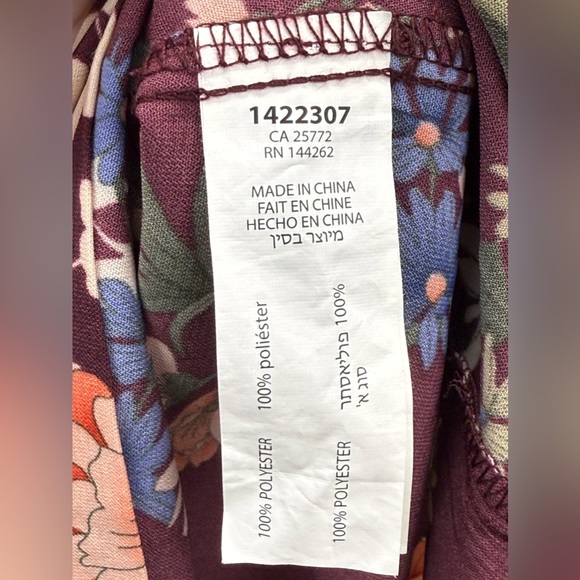 1422307
CA 25772
RN 144262
MADE IN CHINA
FAIT EN CHINE
HECHO EN CHINA
מיוצר בסין
100% poliéster
100% פוליאסתר
סוג א'
100% POLYESTER
100% POLYESTER